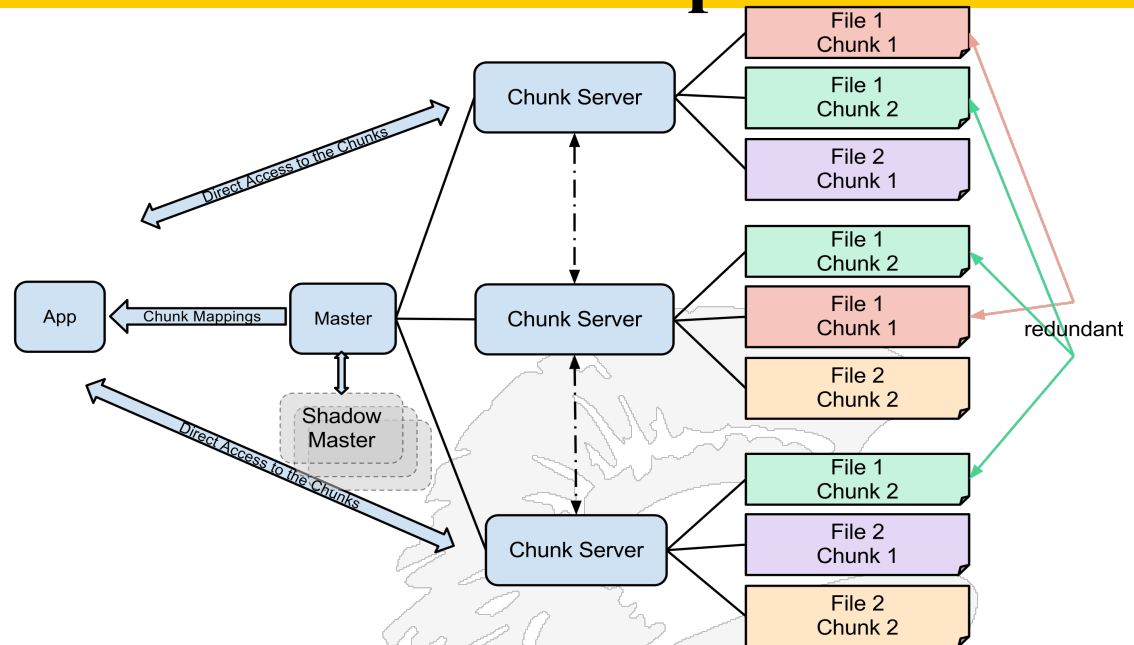 Chunk Server
File 1
Chunk 1
File 1
Chunk 2
File 2
Chunk 1
Direct Access to the Chunks
App
Chunk Mappings
Master
Chunk Server
File 1
Chunk 2
File 1
Chunk 1
File 2
Chunk 2
redundant
Shadow
Master
Direct Access to the Chunks
Chunk Server
File 1
Chunk 2
File 2
Chunk 1
File 2
Chunk 2